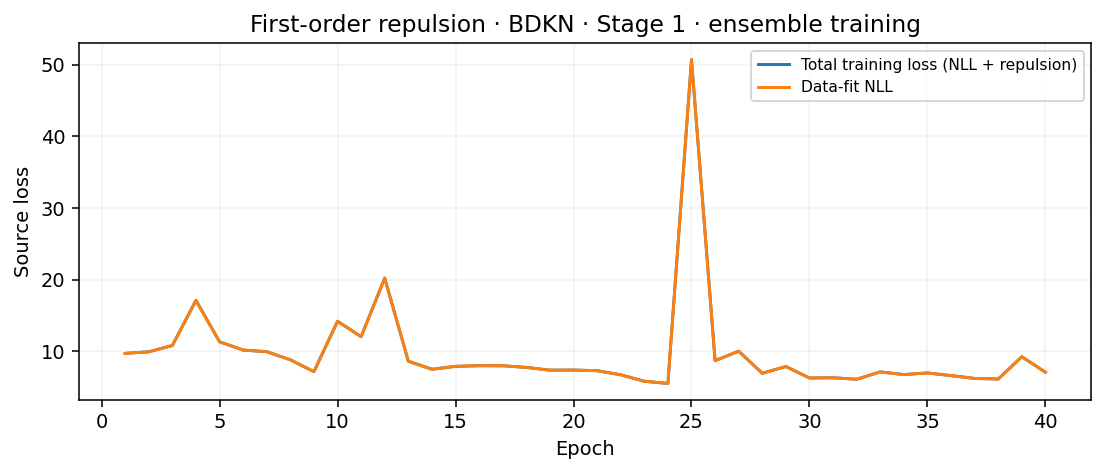 First-order repulsion · BDKN · Stage 1 · ensemble training
Total training loss (NLL + repulsion)
Data-fit NLL
Source loss
50
40
30
20
10
0 5 10 15 20 25 30 35 40
Epoch